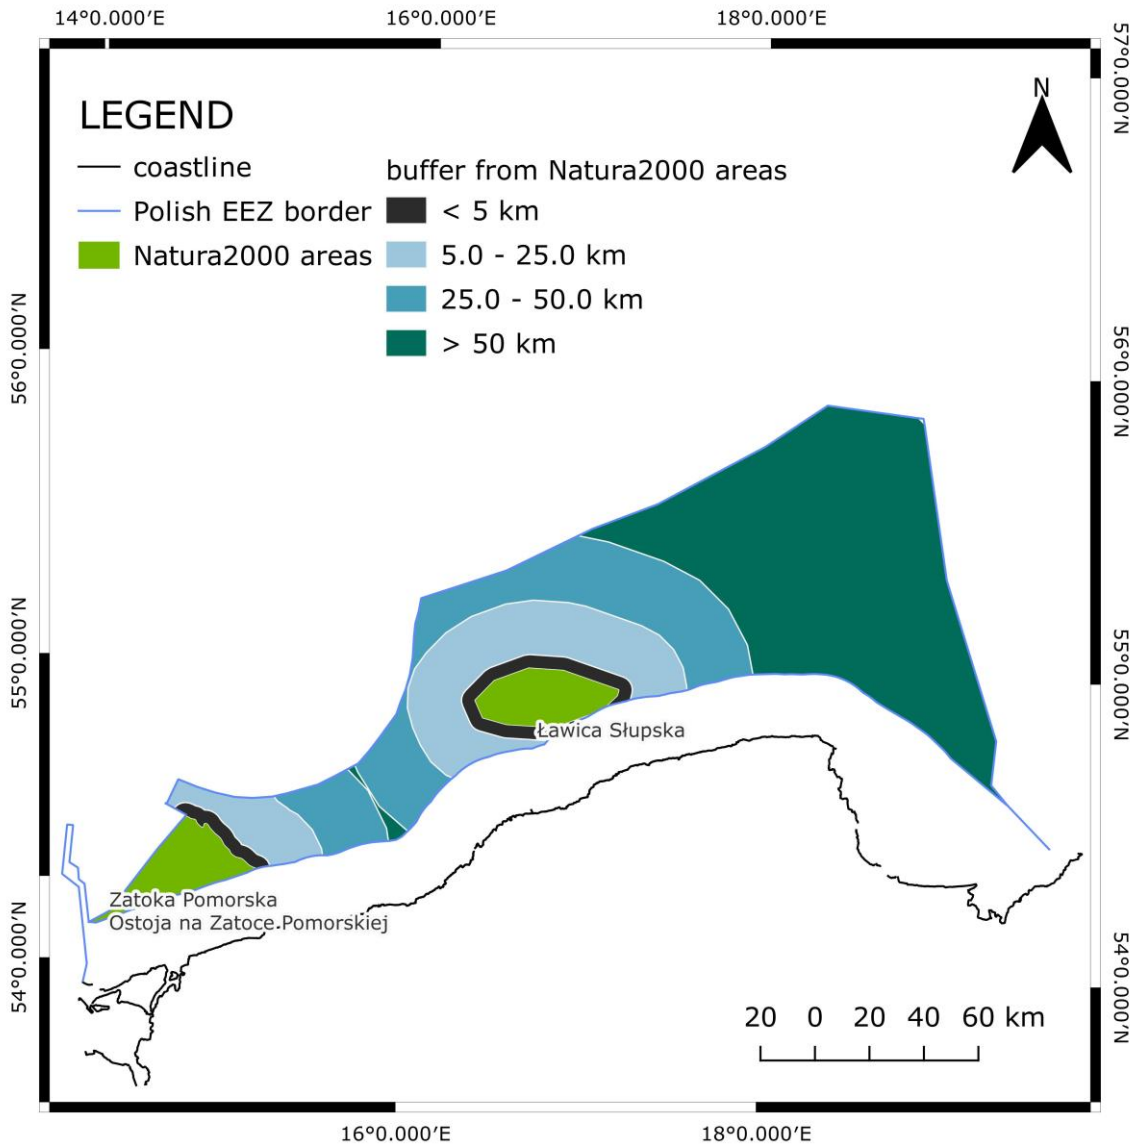 14°0.000′E 16°0.000′E 18°0.000′E
57°0.000′N
N
LEGEND
coastline
Polish EEZ border
Natura2000 areas
buffer from Natura2000 areas
< 5 km
5.0 - 25.0 km
25.0 - 50.0 km
> 50 km
56°0.000′N
56°0.000′N
55°0.000′N
55°0.000′N
Ławica Słupska
Zatoka Pomorska
Ostoja na Zatoce Pomorskiej
54°0.000′N
54°0.000′N
20 0 20 40 60 km
16°0.000′E 18°0.000′E